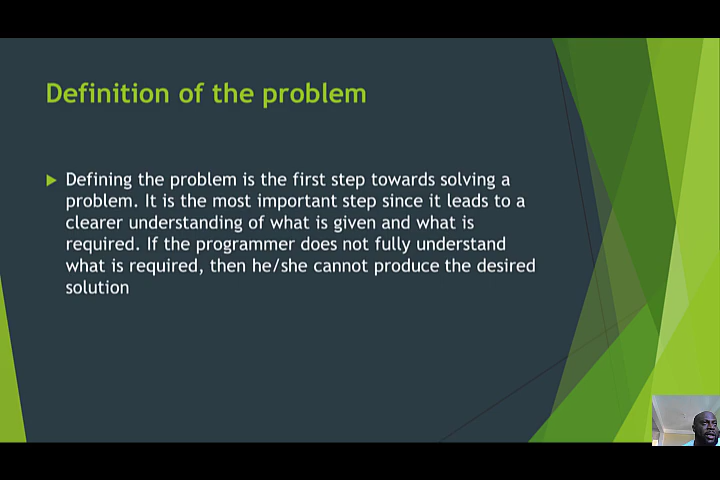 Definition of the problem
Defining the problem is the first step towards solving a
problem. It is the most important step since it leads to a
clearer understanding of what is given and what is
required. If the programmer does not fully understand
what is required, then he/she cannot produce the desired
solution